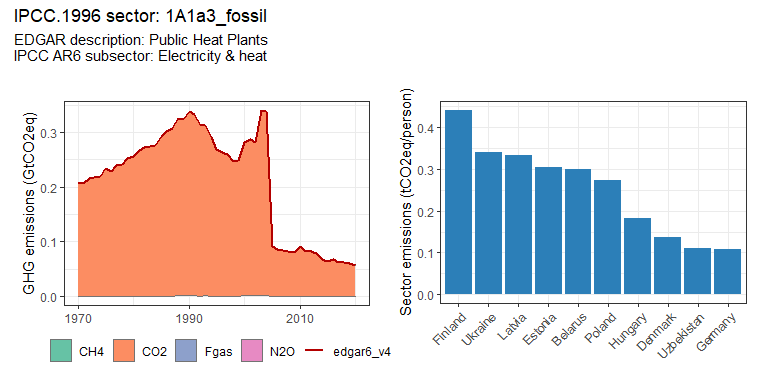 IPCC.1996 sector: 1A1a3_fossil
EDGAR description: Public Heat Plants
IPCC AR6 subsector: Electricity & heat
GHG emissions (GtCO2eq)
0.3
0.2
0.1
0.0
1970
1990
2010
CH4
CO2
Fgas
N2O
edgar6_v4
Sector emissions (tCO2eq/person)
0.4
0.3
0.2
0.1
0.0
Finland
Ukraine
Latvia
Estonia
Belarus
Poland
Hungary
Denmark
Uzbekistan
Germany